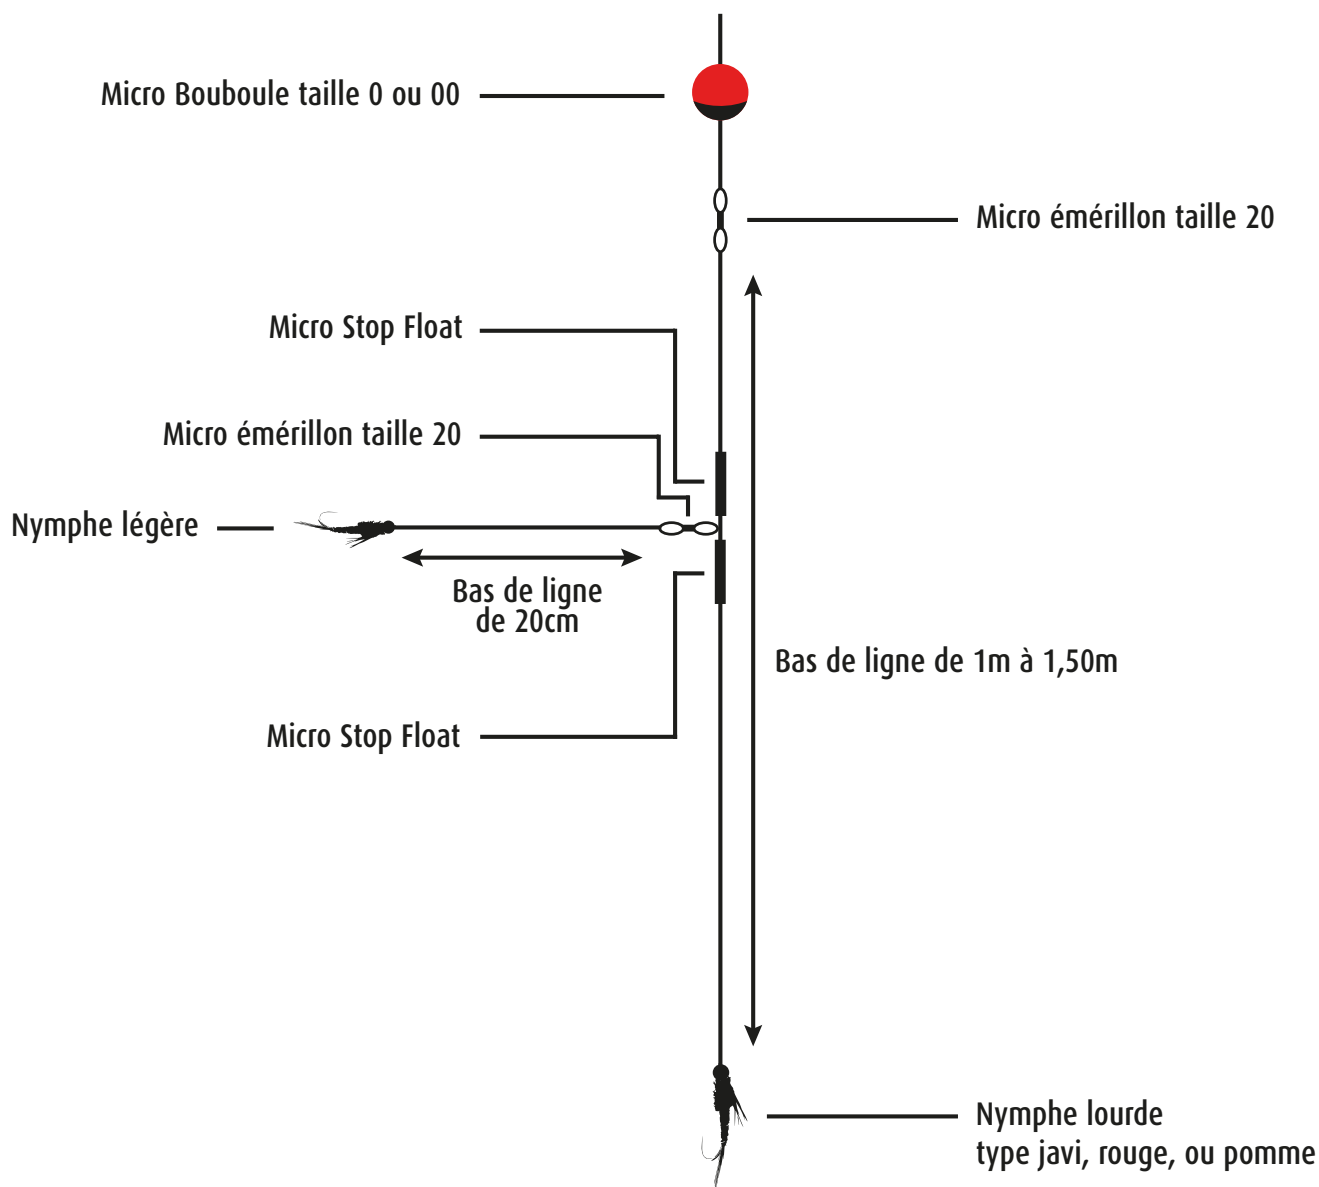 Micro Bouboule taille 0 ou 00
Micro émérillon taille 20
Micro Stop Float
Micro émérillon taille 20
Nymphe légère
Bas de ligne
de 20cm
Bas de ligne de 1m à 1,50m
Micro Stop Float
Nymphe lourde
type javi, rouge, ou pomme